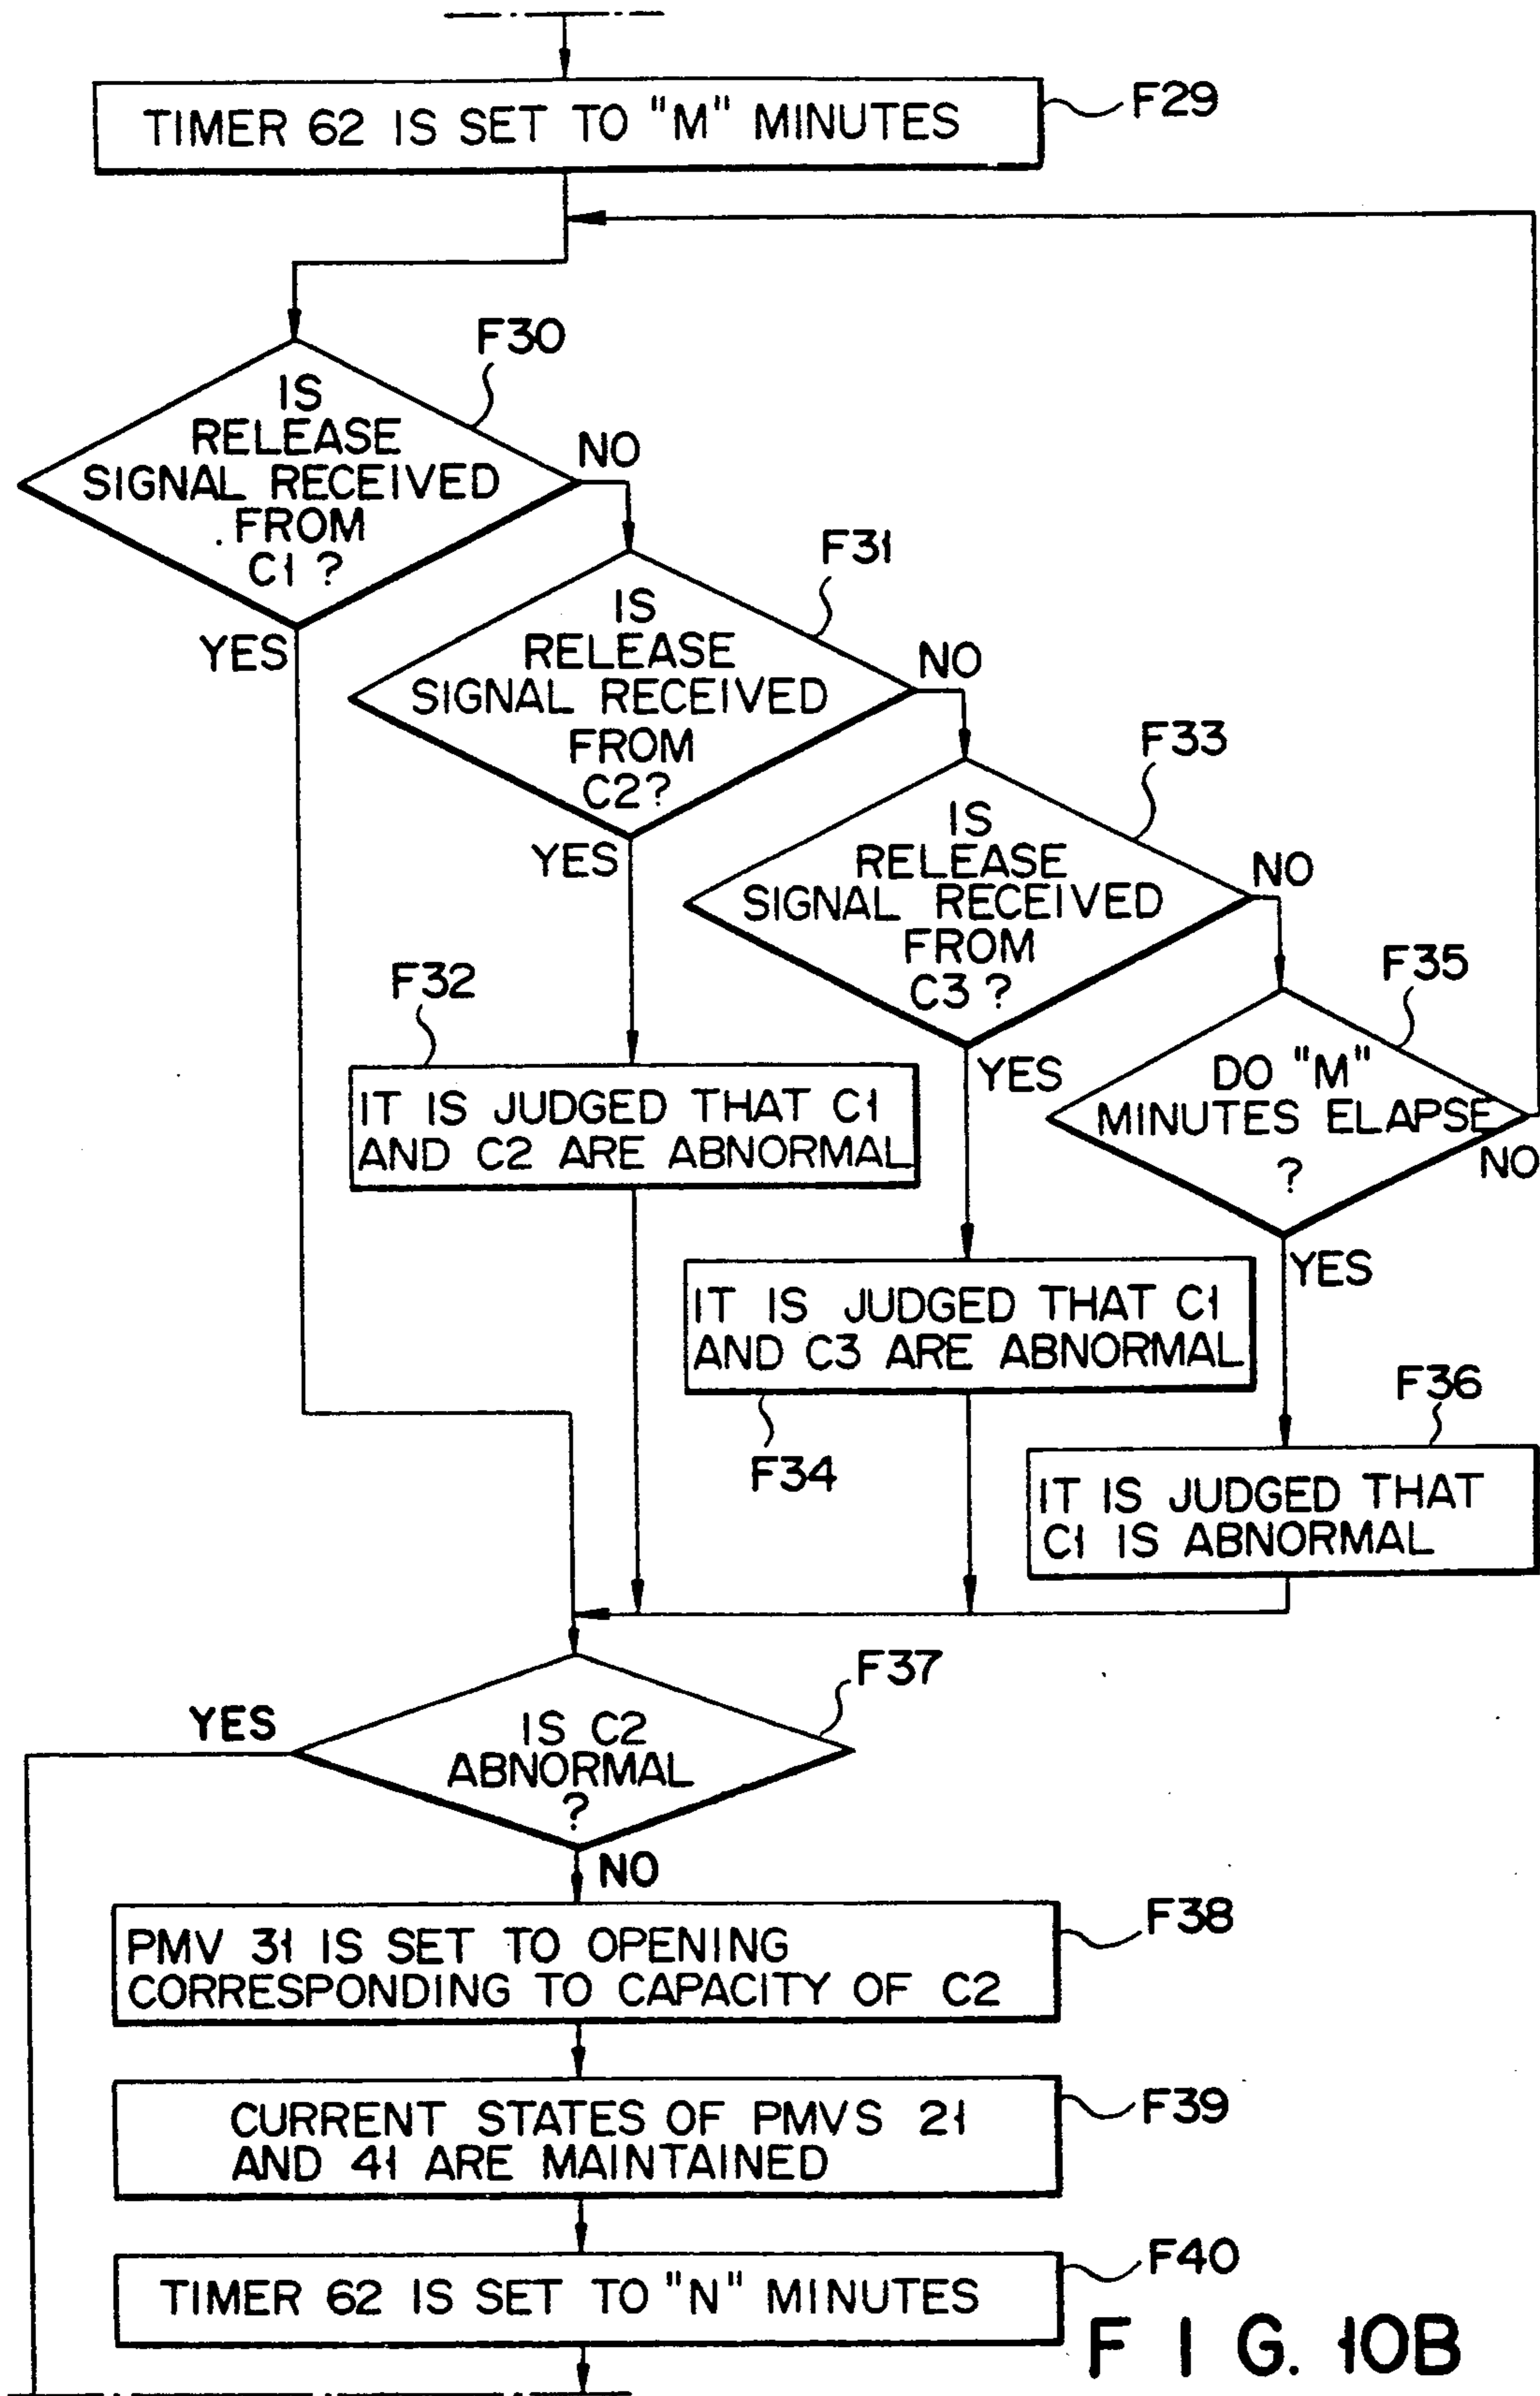 TIMER 62 IS SET TO "M" MINUTES
F29
F30
IS
RELEASE
SIGNAL RECEIVED
FROM
C1 ?
NO
YES
F31
IS
RELEASE
SIGNAL RECEIVED
FROM
C2?
NO
YES
F33
IS
RELEASE
SIGNAL RECEIVED
FROM
C3 ?
NO
YES
F35
DO "M"
MINUTES ELAPSE
?
NO
YES
F32
IT IS JUDGED THAT C1
AND C2 ARE ABNORMAL
IT IS JUDGED THAT C1
AND C3 ARE ABNORMAL
F34
F36
IT IS JUDGED THAT
C1 IS ABNORMAL
F37
YES
IS C2
ABNORMAL
?
NO
PMV 31 IS SET TO OPENING
CORRESPONDING TO CAPACITY OF C2
F38
CURRENT STATES OF PMVS 21
AND 41 ARE MAINTAINED
F39
TIMER 62 IS SET TO "N" MINUTES
F40
F I G. 10B